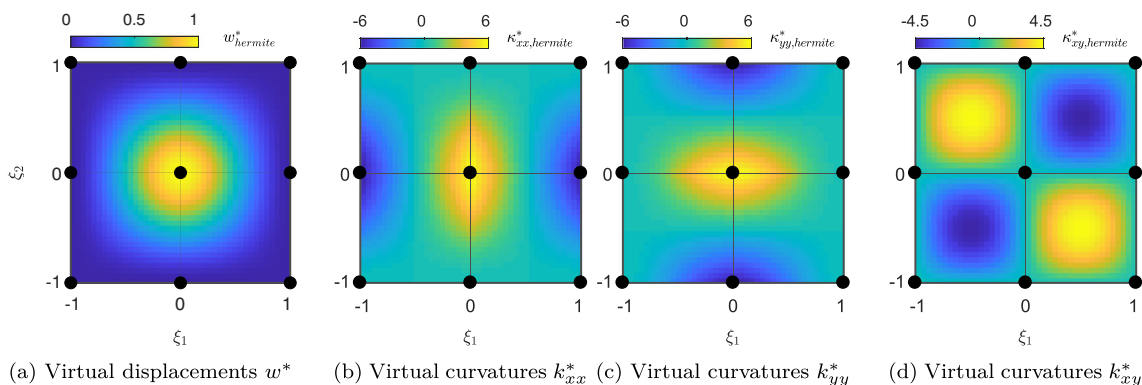 0 0.5 1 w*hermite
-6 0 6 κ*xx,hermite
-6 0 6 κ*yy,hermite
-4.5 0 4.5 κ*xy,hermite
1
0
-1
ξ2
-1 0 1
ξ1
1
0
-1
-1 0 1
ξ1
1
0
-1
-1 0 1
ξ1
1
0
-1
-1 0 1
ξ1
(a) Virtual displacements w*
(b) Virtual curvatures k*xx
(c) Virtual curvatures k*yy
(d) Virtual curvatures k*xy